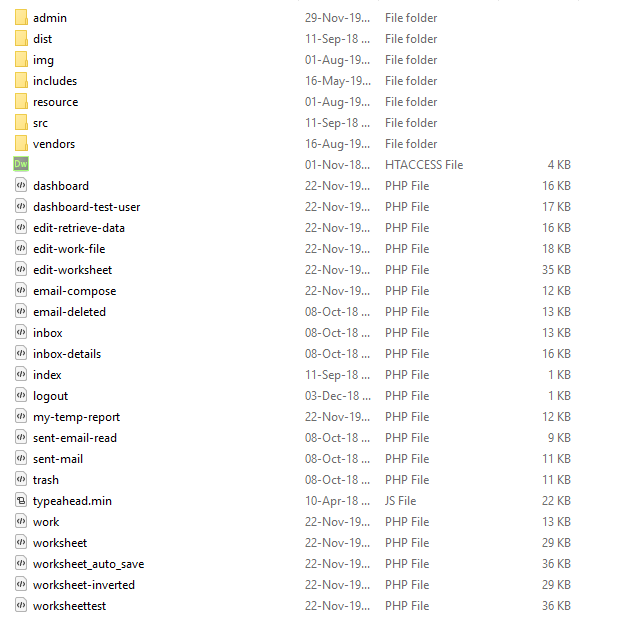 admin 29-Nov-19... File folder
dist 11-Sep-18 ... File folder
img 01-Aug-19... File folder
includes 16-May-19... File folder
resource 01-Aug-19... File folder
src 11-Sep-18 ... File folder
vendors 16-Aug-19... File folder
Dw 01-Nov-18... HTACCESS File 4 KB
dashboard 22-Nov-19... PHP File 16 KB
dashboard-test-user 22-Nov-19... PHP File 17 KB
edit-retrieve-data 22-Nov-19... PHP File 16 KB
edit-work-file 22-Nov-19... PHP File 18 KB
edit-worksheet 22-Nov-19... PHP File 35 KB
email-compose 22-Nov-19... PHP File 12 KB
email-deleted 08-Oct-18 ... PHP File 13 KB
inbox 08-Oct-18 ... PHP File 13 KB
inbox-details 08-Oct-18 ... PHP File 16 KB
index 11-Sep-18 ... PHP File 1 KB
logout 03-Dec-18 ... PHP File 1 KB
my-temp-report 22-Nov-19... PHP File 12 KB
sent-email-read 08-Oct-18 ... PHP File 9 KB
sent-mail 08-Oct-18 ... PHP File 11 KB
trash 08-Oct-18 ... PHP File 11 KB
typeahead.min 10-Apr-18 ... JS File 22 KB
work 22-Nov-19... PHP File 13 KB
worksheet 22-Nov-19... PHP File 29 KB
worksheet_auto_save 22-Nov-19... PHP File 36 KB
worksheet-inverted 22-Nov-19... PHP File 29 KB
worksheettest 22-Nov-19... PHP File 36 KB